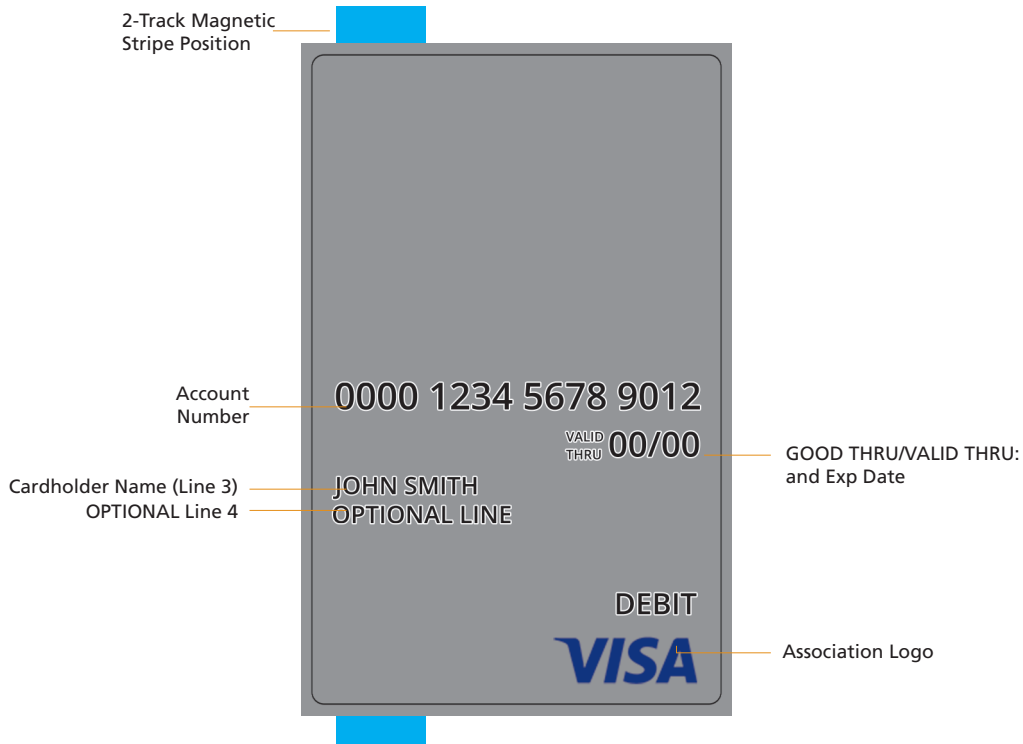 2-Track Magnetic
Stripe Position
Account
Number
0000 1234 5678 9012
VALID
THRU
00/00
GOOD THRU/VALID THRU:
and Exp Date
Cardholder Name (Line 3)
JOHN SMITH
OPTIONAL Line 4
OPTIONAL LINE
DEBIT
VISA
Association Logo